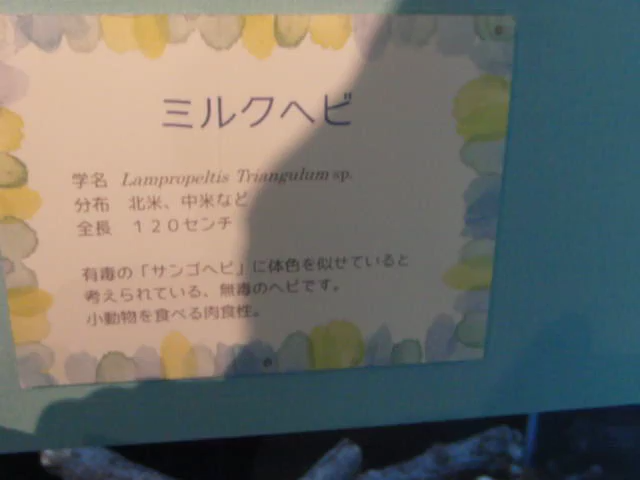 ミルクヘビ
学名 Lampropeltis Triangulum sp.
分布 北米、中米など
全長 120センチ
有毒の「サンゴヘビ」に体色を似せていると
考えられている、無毒のヘビです。
小動物を食べる肉食性。